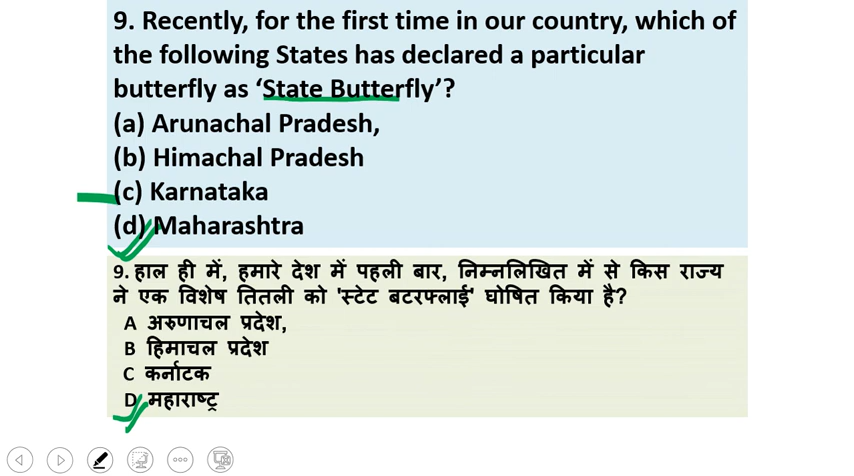 9. Recently, for the first time in our country, which of
the following States has declared a particular
butterfly as ‘State Butterfly’?
(a) Arunachal Pradesh,
(b) Himachal Pradesh
(c) Karnataka
(d) Maharashtra
9. हाल ही में, हमारे देश में पहली बार, निम्नलिखित में से किस राज्य
ने एक विशेष तितली को 'स्टेट बटरफ्लाई' घोषित किया है?
A अरुणाचल प्रदेश,
B हिमाचल प्रदेश
C कर्नाटक
D महाराष्ट्र